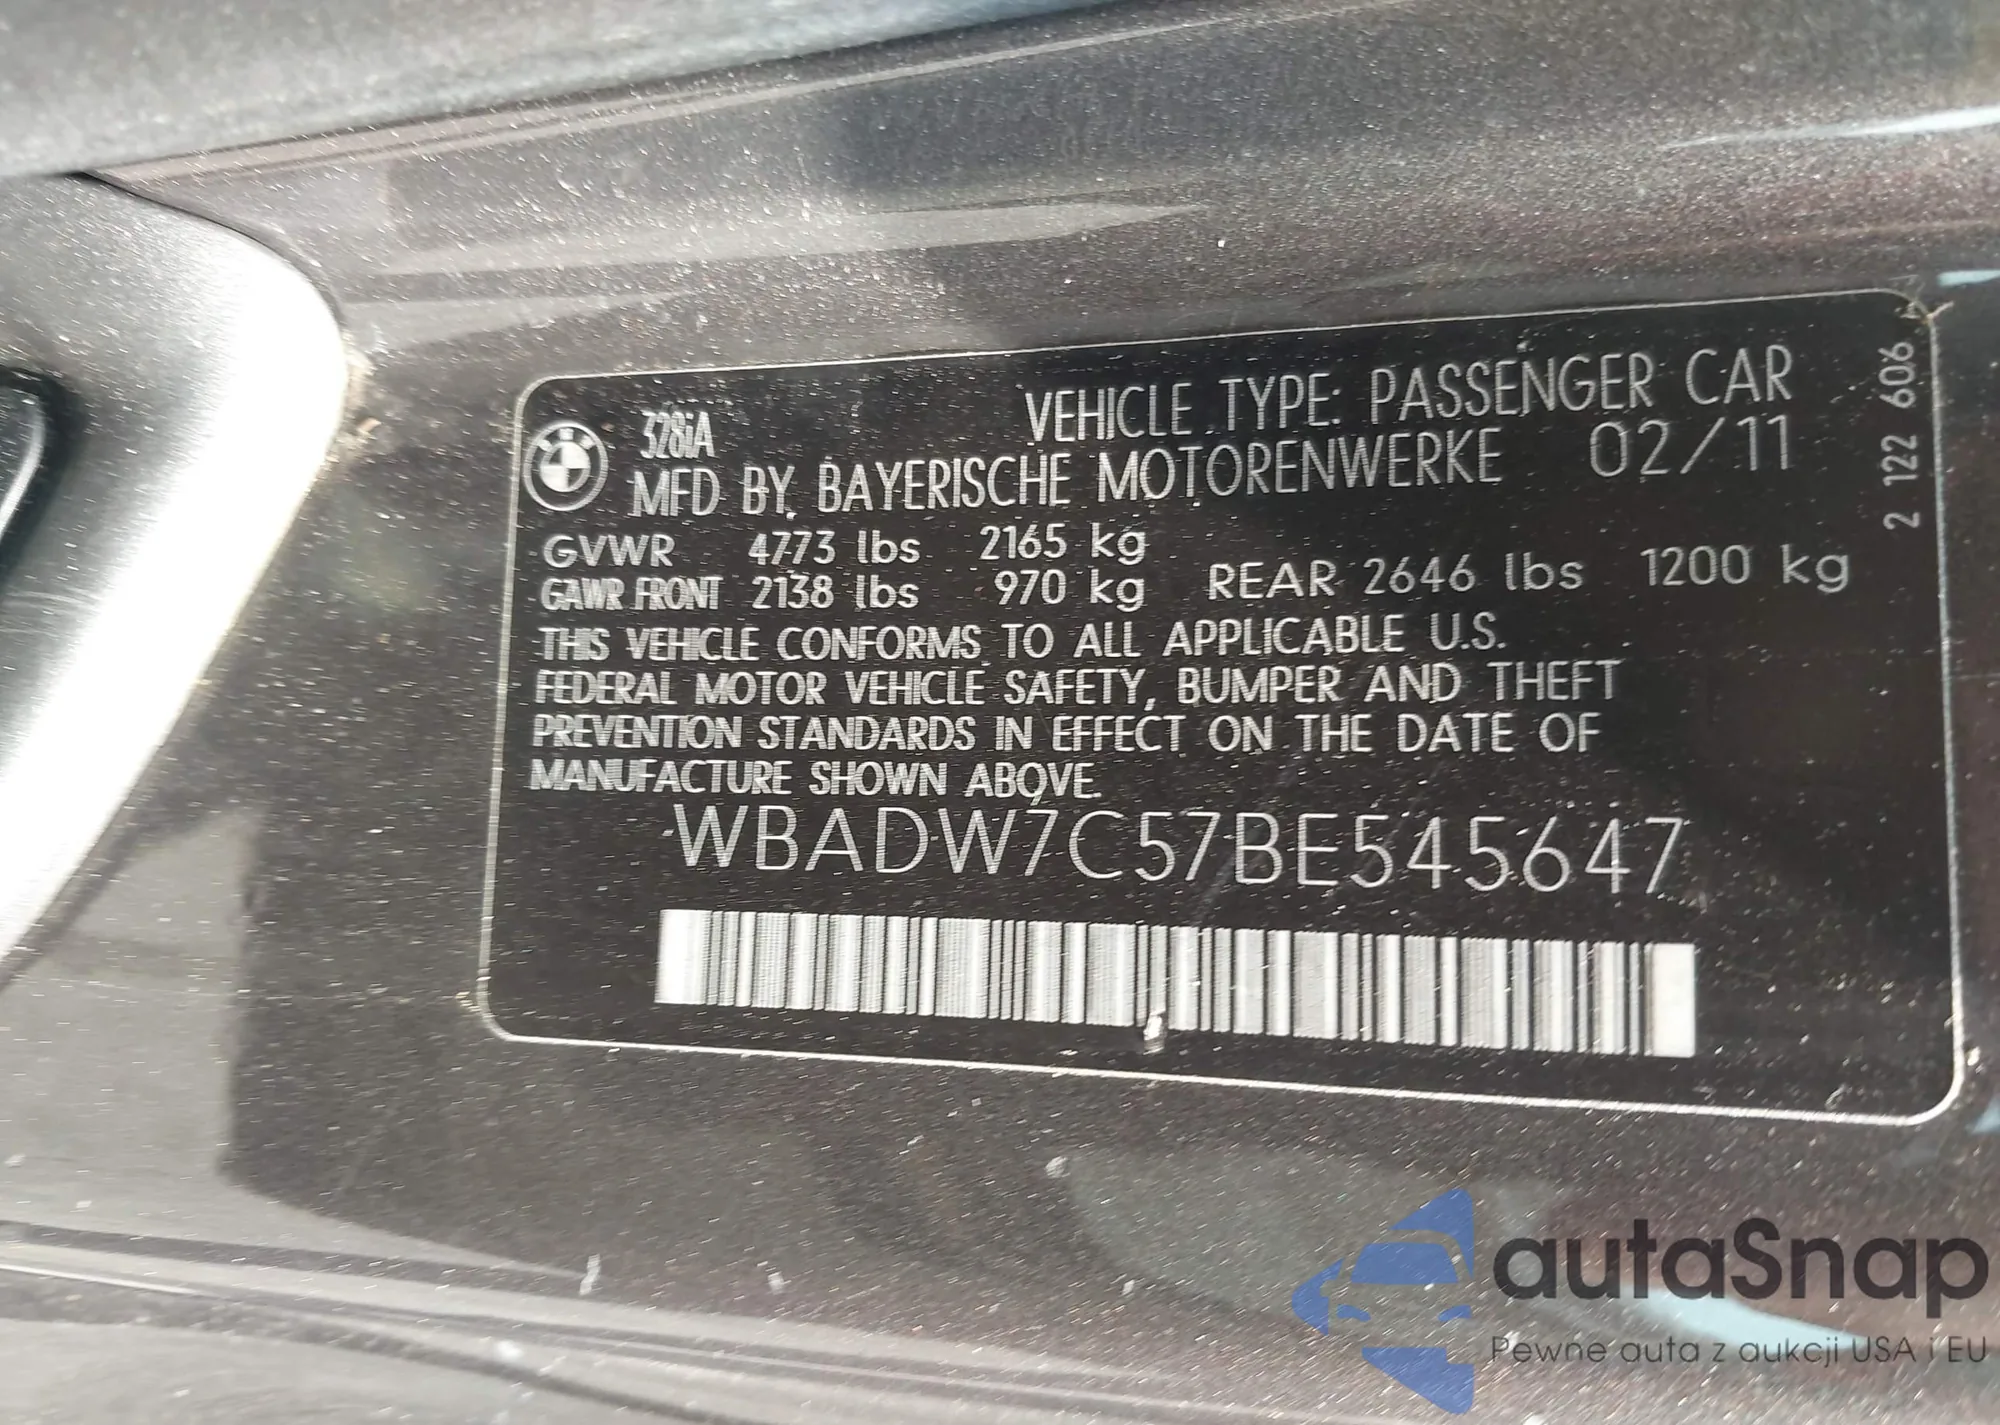 328iA
VEHICLE TYPE: PASSENGER CAR
MFD BY BAYERISCHE MOTORENWERKE 02/11
GVWR 4773 lbs 2165 kg
GAWR FRONT 2138 lbs 970 kg REAR 2646 lbs 1200 kg
THIS VEHICLE CONFORMS TO ALL APPLICABLE U.S.
FEDERAL MOTOR VEHICLE SAFETY, BUMPER AND THEFT
PREVENTION STANDARDS IN EFFECT ON THE DATE OF
MANUFACTURE SHOWN ABOVE.
WBADW7C57BE545647
2 122 606
autaSnap
Pewne auta z aukcji USA i EU